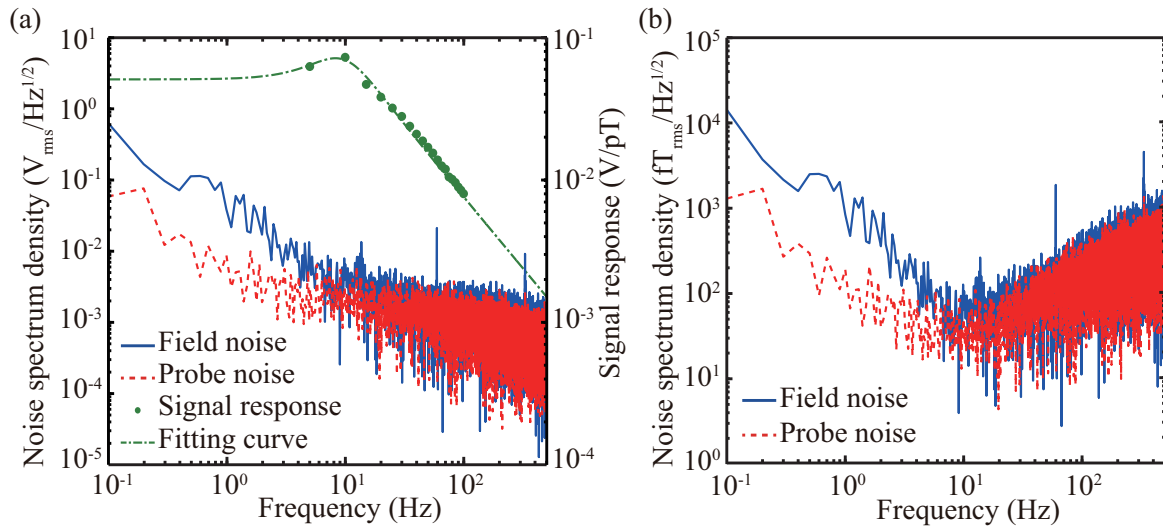 (a)
Noise spectrum density (V_rms/Hz^1/2)
10^1
10^0
10^-1
10^-2
10^-3
10^-4
10^-5
Field noise
Probe noise
Signal response
Fitting curve
10^-1
10^-2
10^-3
10^-4
Signal response (V/pT)
10^-1 10^0 10^1 10^2
Frequency (Hz)
(b)
Noise spectrum density (fT_rms/Hz^1/2)
10^5
10^4
10^3
10^2
10^1
10^0
Field noise
Probe noise
10^-1 10^0 10^1 10^2
Frequency (Hz)